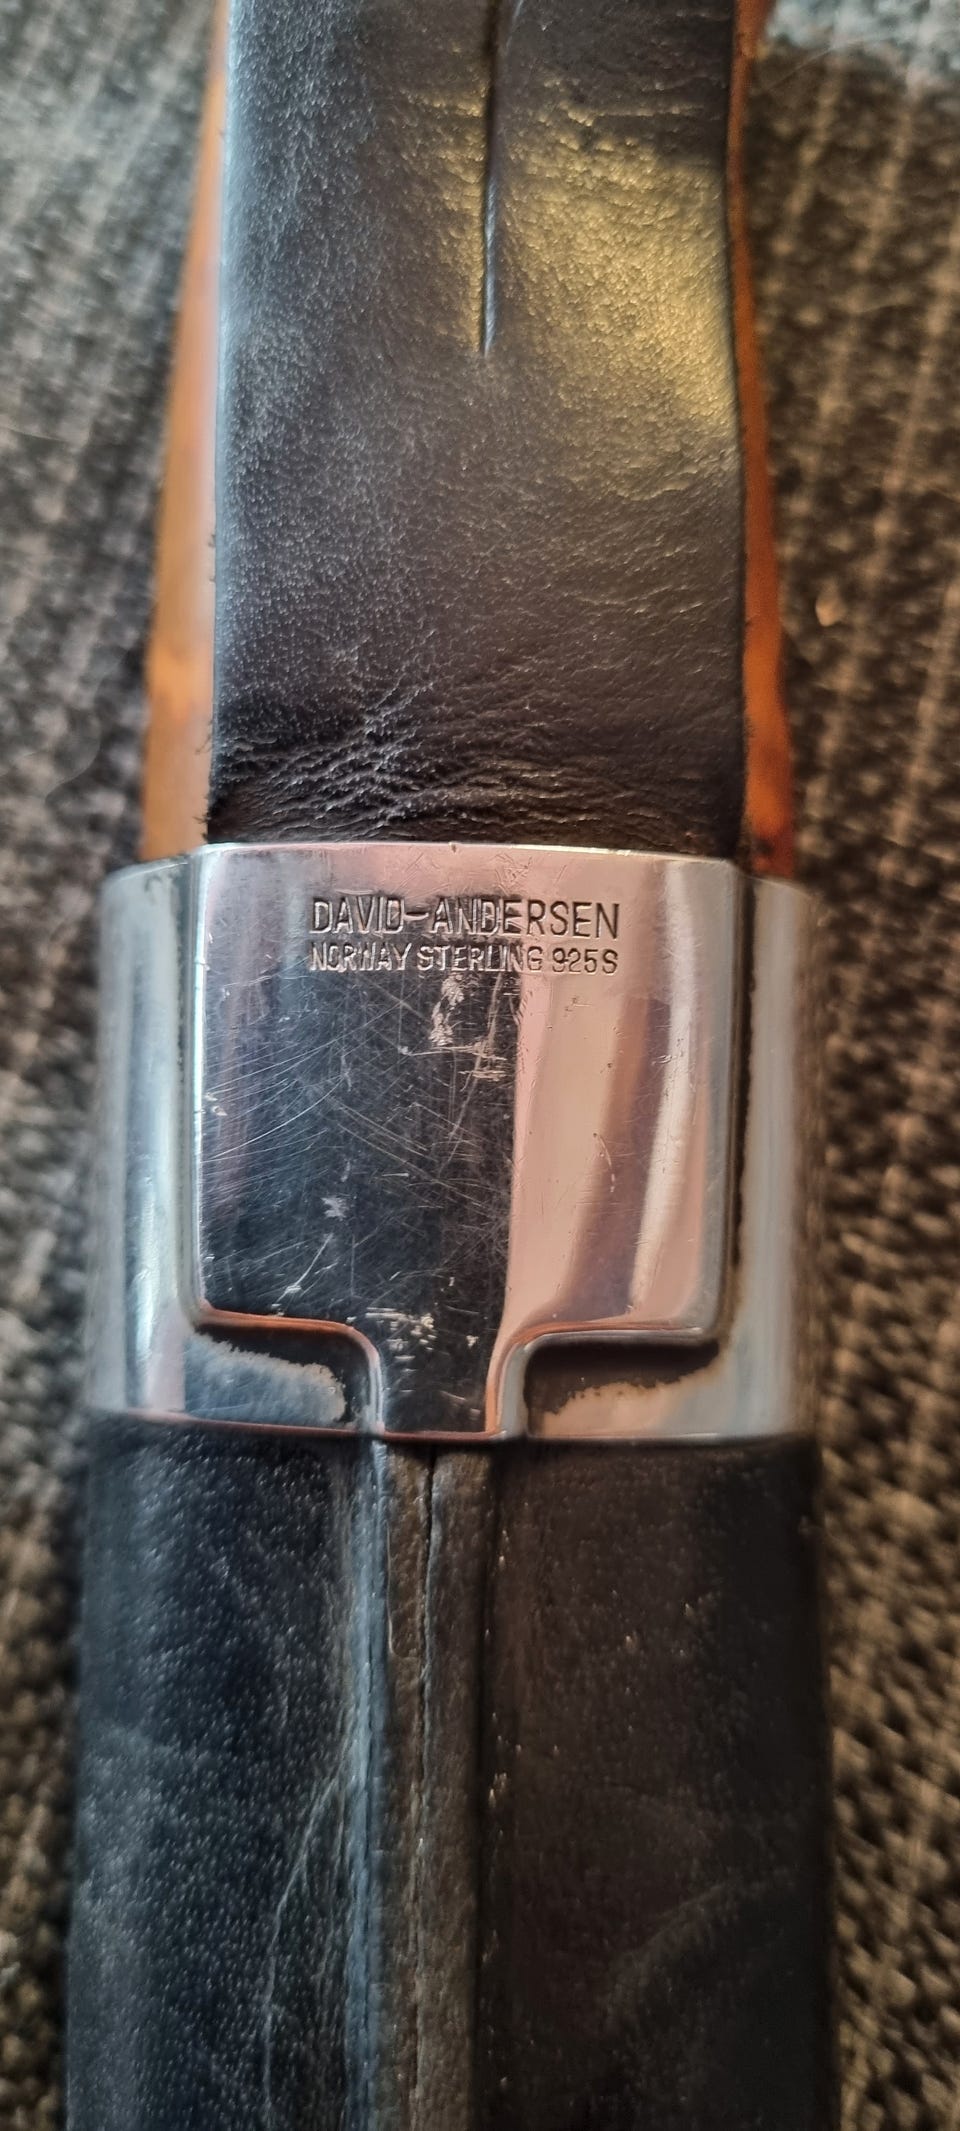 DAVID-ANDERSEN
NORWAY STERLING 925S